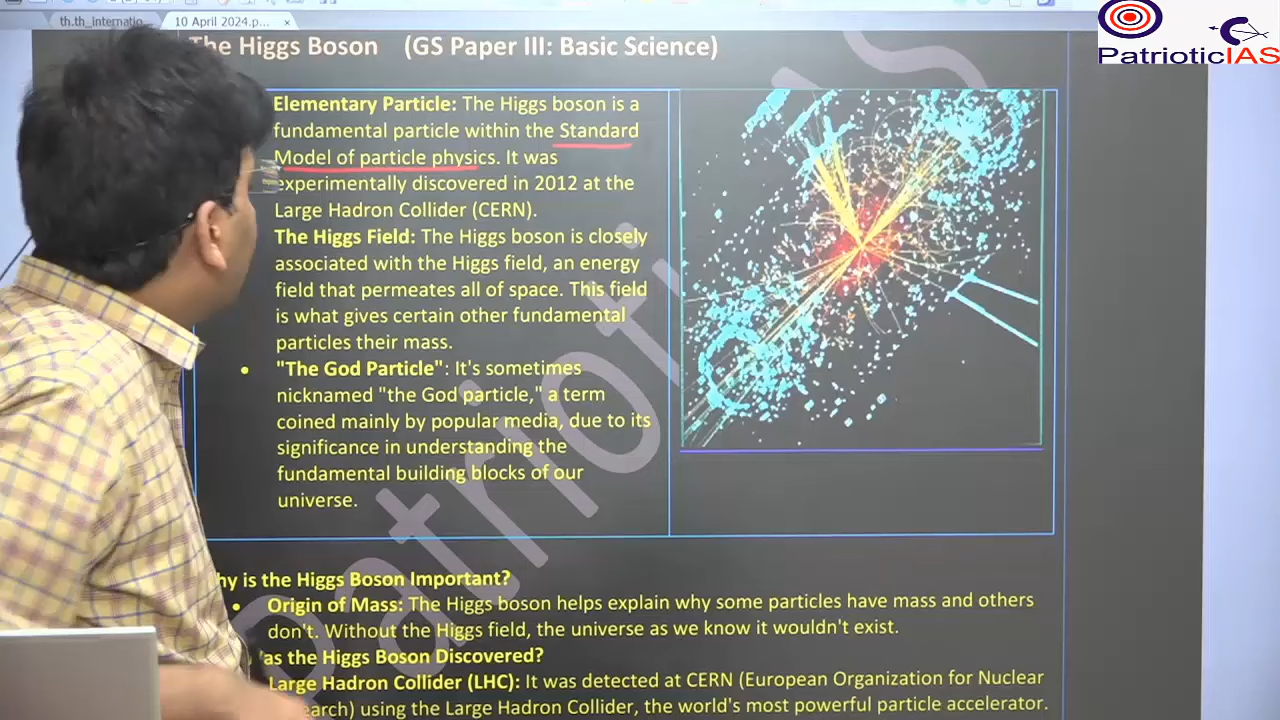 th.th_internatio...
10 April 2024.p...
×
PatrioticIAS
The Higgs Boson (GS Paper III: Basic Science)
Elementary Particle: The Higgs boson is a
fundamental particle within the Standard
Model of particle physics. It was
experimentally discovered in 2012 at the
Large Hadron Collider (CERN).
The Higgs Field: The Higgs boson is closely
associated with the Higgs field, an energy
field that permeates all of space. This field
is what gives certain other fundamental
particles their mass.
• "The God Particle": It's sometimes
nicknamed "the God particle," a term
coined mainly by popular media, due to its
significance in understanding the
fundamental building blocks of our
universe.
hy is the Higgs Boson Important?
• Origin of Mass: The Higgs boson helps explain why some particles have mass and others
don't. Without the Higgs field, the universe as we know it wouldn't exist.
as the Higgs Boson Discovered?
Large Hadron Collider (LHC): It was detected at CERN (European Organization for Nuclear
earch) using the Large Hadron Collider, the world's most powerful particle accelerator.